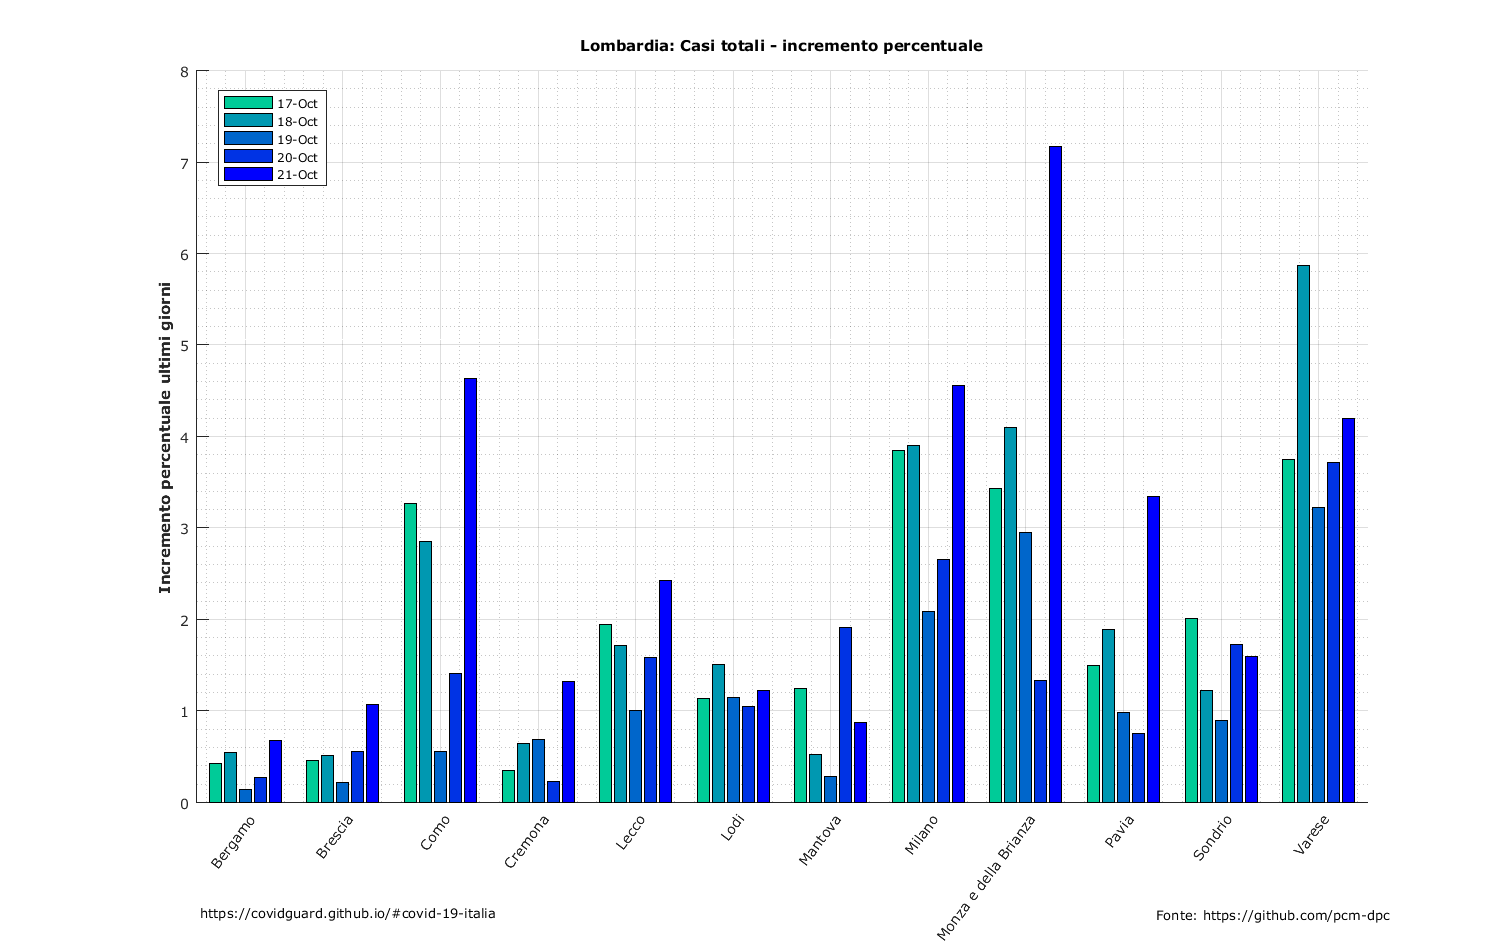 Lombardia: Casi totali - incremento percentuale
8
7
6
5
4
3
2
1
0
Incremento percentuale ultimi giorni
17-Oct
18-Oct
19-Oct
20-Oct
21-Oct
Bergamo
Brescia
Como
Cremona
Lecco
Lodi
Mantova
Milano
Monza e della Brianza
Pavia
Sondrio
Varese
https://covidguard.github.io/#covid-19-italia
Fonte: https://github.com/pcm-dpc